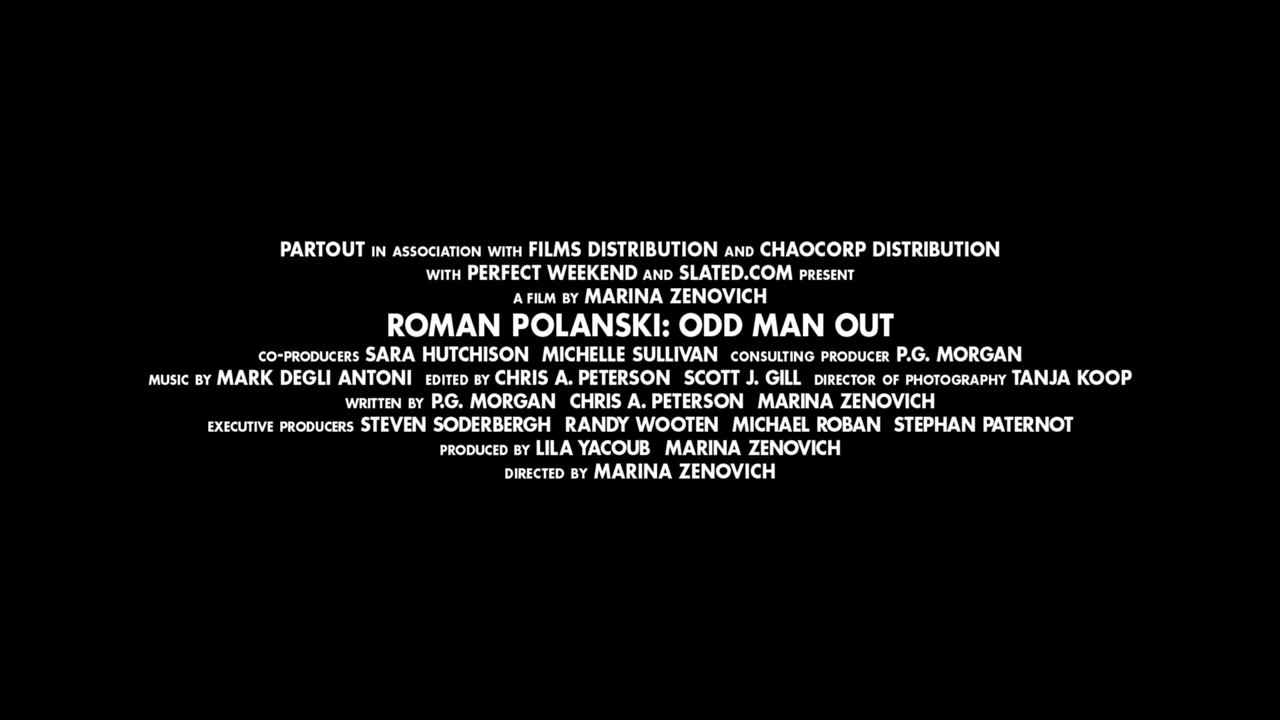 PARTOUT IN ASSOCIATION WITH FILMS DISTRIBUTION AND CHAOCORP DISTRIBUTION
WITH PERFECT WEEKEND AND SLATED.COM PRESENT
A FILM BY MARINA ZENOVICH
ROMAN POLANSKI: ODD MAN OUT
CO-PRODUCERS SARA HUTCHISON MICHELLE SULLIVAN CONSULTING PRODUCER P.G. MORGAN
MUSIC BY MARK DEGLI ANTONI EDITED BY CHRIS A. PETERSON SCOTT J. GILL DIRECTOR OF PHOTOGRAPHY TANJA KOOP
WRITTEN BY P.G. MORGAN CHRIS A. PETERSON MARINA ZENOVICH
EXECUTIVE PRODUCERS STEVEN SODERBERGH RANDY WOOTEN MICHAEL ROBAN STEPHAN PATERNOT
PRODUCED BY LILA YACOUB MARINA ZENOVICH
DIRECTED BY MARINA ZENOVICH